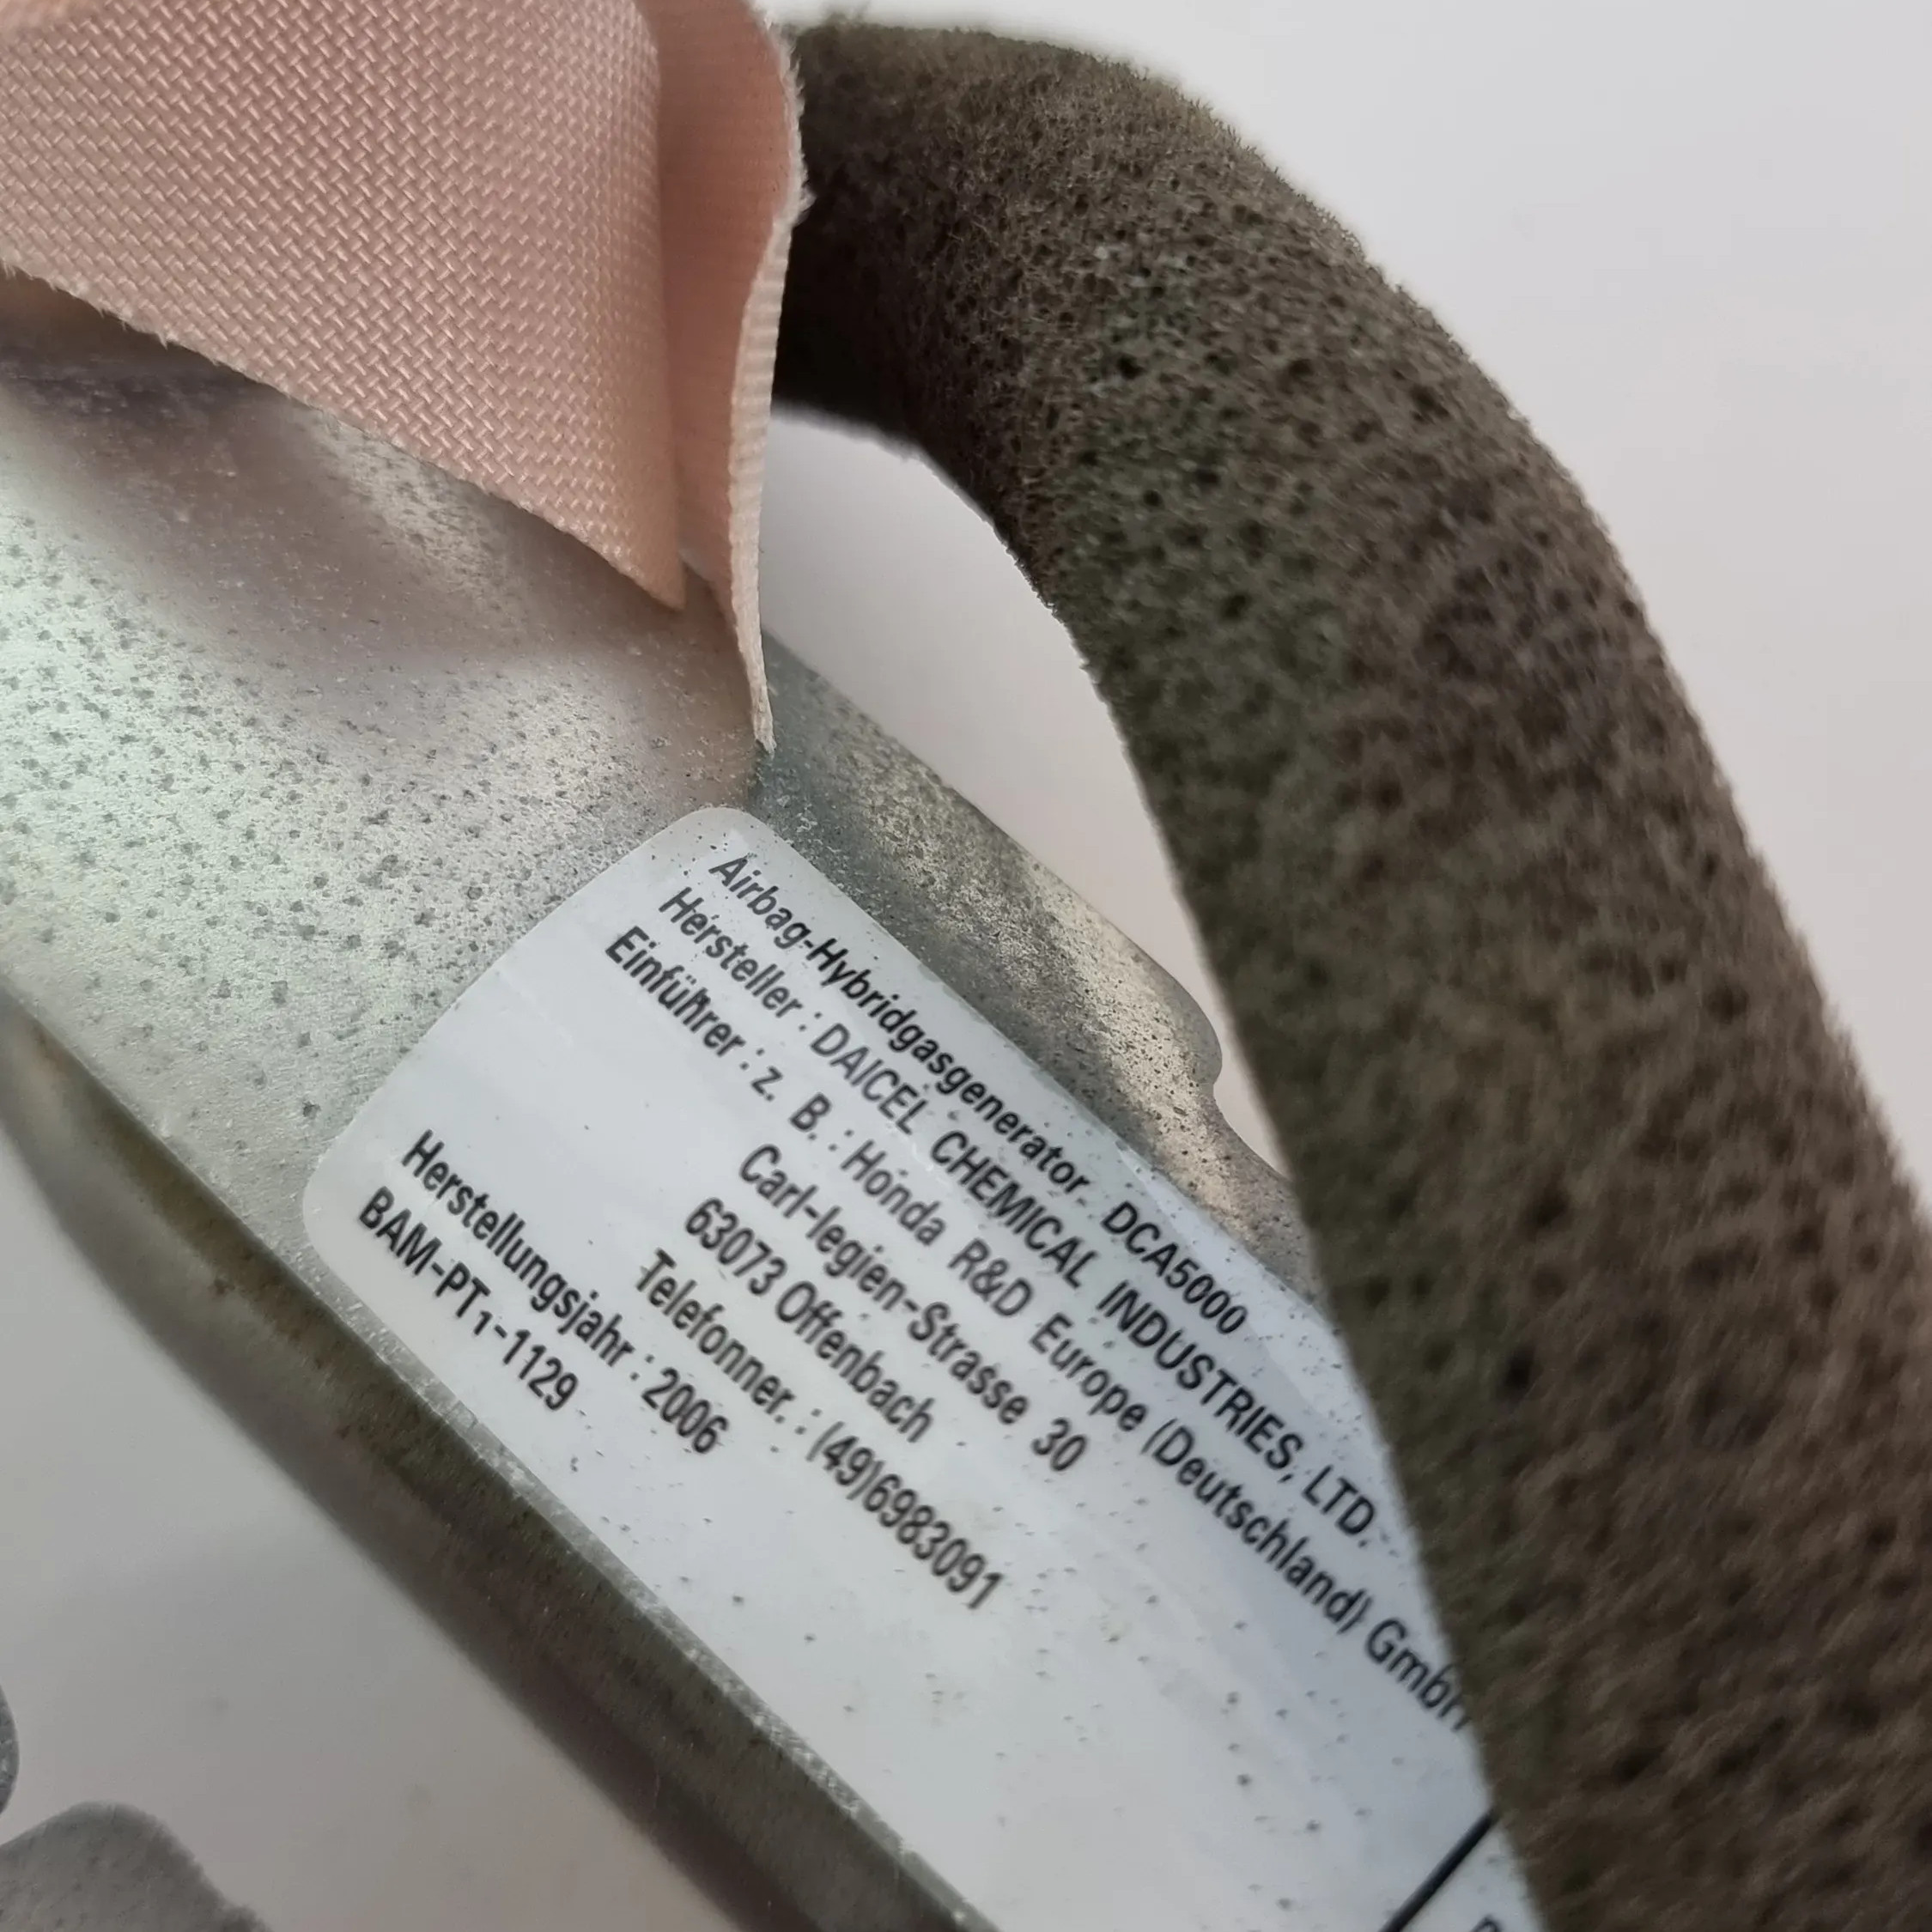 Airbag-Hybridgasgenerator DCA5000
Hersteller : DAICEL CHEMICAL INDUSTRIES, LTD.
Einführer : z. B. : Honda R&D Europe (Deutschland) GmbH
Carl-legien-Strasse 30
63073 Offenbach
Telefonner. : (49)6983091
Herstellungsjahr : 2006
BAM-PT₁-1129